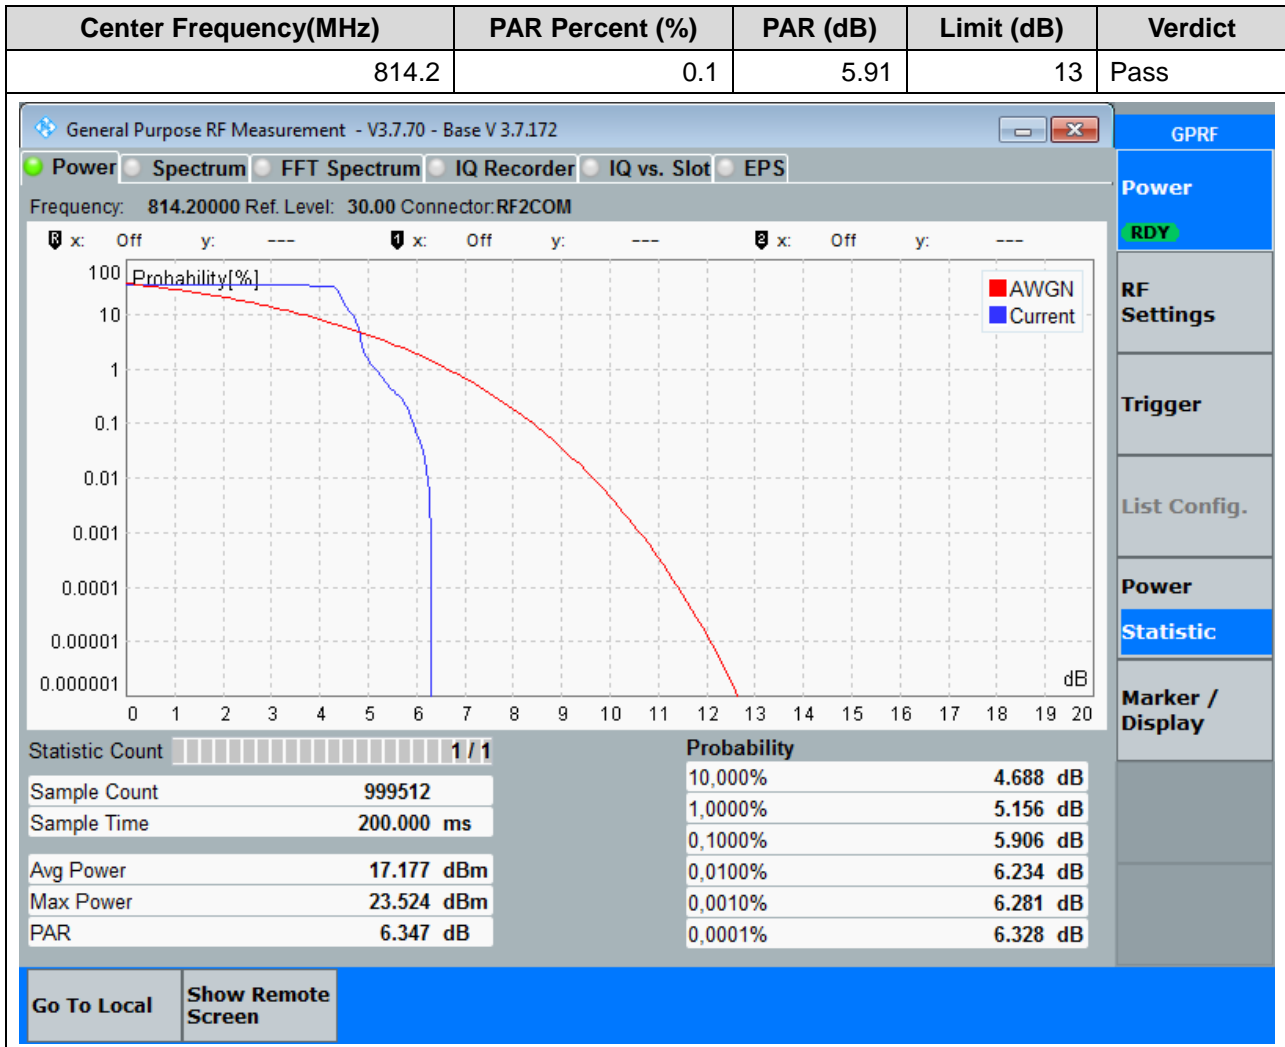 Center Frequency(MHz) PAR Percent (%) PAR (dB) Limit (dB) Verdict
814.2 0.1 5.91 13 Pass
General Purpose RF Measurement - V3.7.70 - Base V 3.7.172
GPRF
Power Spectrum FFT Spectrum IQ Recorder IQ vs. Slot EPS
Frequency: 814.20000 Ref. Level: 30.00 Connector:RF2COM
R x: Off y: --- 1 x: Off y: --- 2 x: Off y: ---
Probability[%]
100
10
1
0.1
0.01
0.001
0.0001
0.00001
0.000001
AWGN
Current
dB
0 1 2 3 4 5 6 7 8 9 10 11 12 13 14 15 16 17 18 19 20
Statistic Count 1 / 1
Sample Count 999512
Sample Time 200.000 ms
Avg Power 17.177 dBm
Max Power 23.524 dBm
PAR 6.347 dB
Probability
10,000% 4.688 dB
1,0000% 5.156 dB
0,1000% 5.906 dB
0,0100% 6.234 dB
0,0010% 6.281 dB
0,0001% 6.328 dB
Power
RDY
RF
Settings
Trigger
List Config.
Power
Statistic
Marker /
Display
Go To Local
Show Remote
Screen